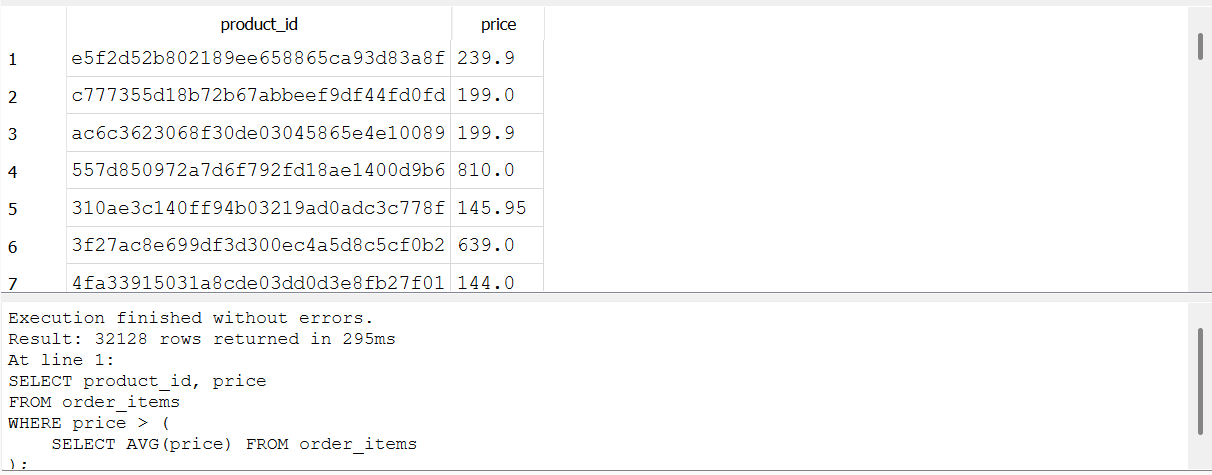 product_id price
1 e5f2d52b802189ee658865ca93d83a8f 239.9
2 c777355d18b72b67abbeef9df44fd0fd 199.0
3 ac6c3623068f30de03045865e4e10089 199.9
4 557d850972a7d6f792fd18ae1400d9b6 810.0
5 310ae3c140ff94b03219ad0adc3c778f 145.95
6 3f27ac8e699df3d300ec4a5d8c5cf0b2 639.0
7 4fa33915031a8cde03dd0d3e8fb27f01 144.0
Execution finished without errors.
Result: 32128 rows returned in 295ms
At line 1:
SELECT product_id, price
FROM order_items
WHERE price > (
    SELECT AVG(price) FROM order_items
);